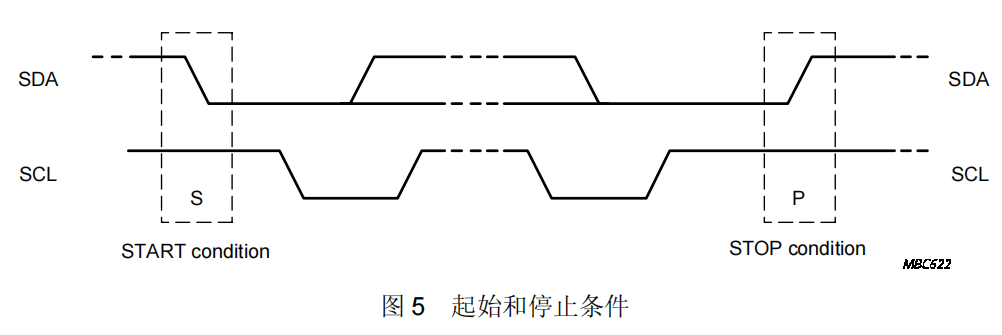 SDA SDA
SCL SCL
S P
START condition STOP condition
MBC622
图 5 起始和停止条件